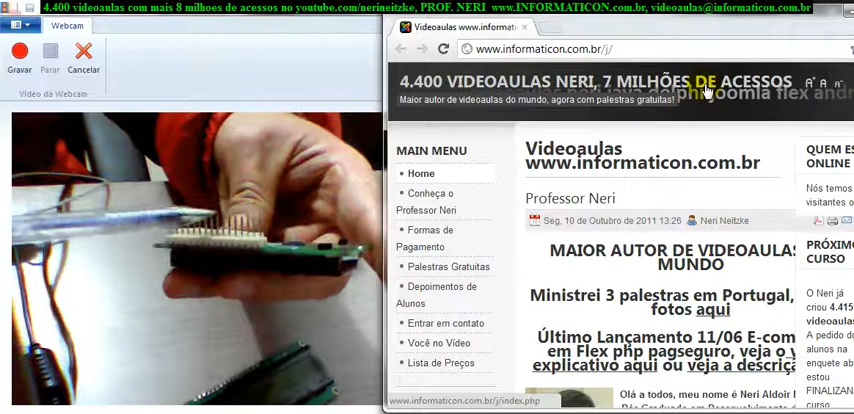 4.400 videoaulas com mais 8 milhoes de acessos no youtube.com/nerineitzke, PROF. NERI www.INFORMATICON.com.br, videoaulas@informaticon.com.br
Webcam
Gravar Parar Cancelar
Vídeo da Webcam
Videoaulas www.informati
www.informaticon.com.br/j/
4.400 VIDEOAULAS NERI, 7 MILHÕES DE ACESSOS
Maior autor de videoaulas do mundo, agora com palestras gratuitas!
joomla flex andr
MAIN MENU
Home
Conheça o
Professor Neri
Formas de
Pagamento
Palestras Gratuitas
Depoimentos de
Alunos
Entrar em contato
Você no Vídeo
Lista de Preços
Videoaulas
www.informaticon.com.br
Professor Neri
Seg, 10 de Outubro de 2011 13:26 Neri Neitzke
MAIOR AUTOR DE VIDEOAULAS
MUNDO
Ministrei 3 palestras em Portugal,
fotos aqui
Último Lançamento 11/06 E-com
em Flex php pagseguro, veja o v
explicativo aqui ou veja a descriç
Olá a todos, meu nome é Neri Aldoir
QUEM ES
ONLINE
Nós temos
visitantes o
PRÓXIMO
CURSO
O Neri já
criou 4.415
videoaulas
A pedido do
alunos na
enquete ab
estou
FINALIZAN
curso
www.informaticon.com.br/j/index.php